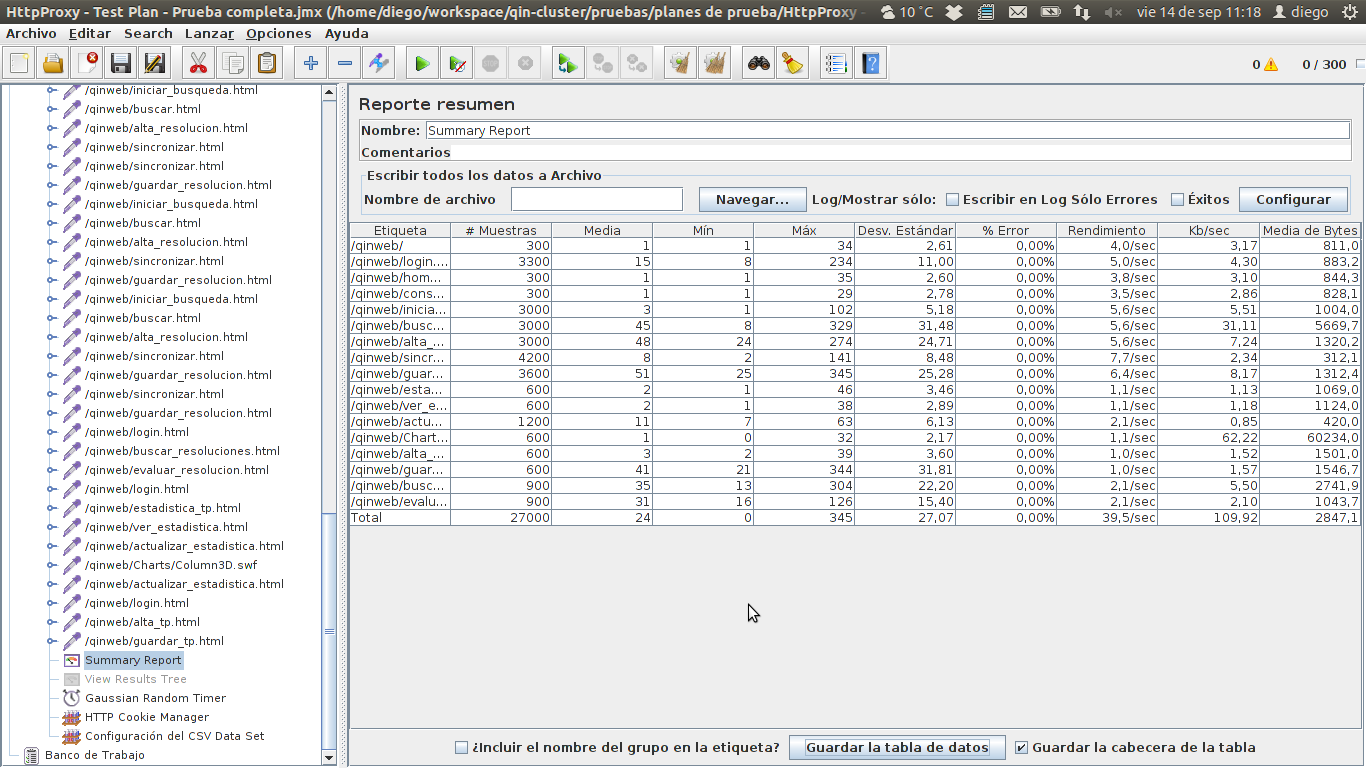 HttpProxy - Test Plan - Prueba completa.jmx (/home/diego/workspace/qin-cluster/pruebas/planes de prueba/HttpProxy - 10 °C vie 14 de sep 11:18 diego
Archivo Editar Search Lanzar Opciones Ayuda
0 0 / 300
/qinweb/iniciar_busqueda.html
/qinweb/buscar.html
/qinweb/alta_resolucion.html
/qinweb/sincronizar.html
/qinweb/sincronizar.html
/qinweb/guardar_resolucion.html
/qinweb/iniciar_busqueda.html
/qinweb/buscar.html
/qinweb/alta_resolucion.html
/qinweb/sincronizar.html
/qinweb/guardar_resolucion.html
/qinweb/iniciar_busqueda.html
/qinweb/buscar.html
/qinweb/alta_resolucion.html
/qinweb/sincronizar.html
/qinweb/guardar_resolucion.html
/qinweb/sincronizar.html
/qinweb/guardar_resolucion.html
/qinweb/login.html
/qinweb/buscar_resoluciones.html
/qinweb/evaluar_resolucion.html
/qinweb/login.html
/qinweb/estadistica_tp.html
/qinweb/ver_estadistica.html
/qinweb/actualizar_estadistica.html
/qinweb/Charts/Column3D.swf
/qinweb/actualizar_estadistica.html
/qinweb/login.html
/qinweb/alta_tp.html
/qinweb/guardar_tp.html
Summary Report
View Results Tree
Gaussian Random Timer
HTTP Cookie Manager
Configuración del CSV Data Set
Banco de Trabajo
Reporte resumen
Nombre: Summary Report
Comentarios
Escribir todos los datos a Archivo
Nombre de archivo Navegar... Log/Mostrar sólo: Escribir en Log Sólo Errores Éxitos Configurar
Etiqueta # Muestras Media Mín Máx Desv. Estándar % Error Rendimiento Kb/sec Media de Bytes
/qinweb/ 300 1 1 34 2,61 0,00% 4,0/sec 3,17 811,0
/qinweb/login.... 3300 15 8 234 11,00 0,00% 5,0/sec 4,30 883,2
/qinweb/hom... 300 1 1 35 2,60 0,00% 3,8/sec 3,10 844,3
/qinweb/cons... 300 1 1 29 2,78 0,00% 3,5/sec 2,86 828,1
/qinweb/inicia... 3000 3 1 102 5,18 0,00% 5,6/sec 5,51 1004,0
/qinweb/busc... 3000 45 8 329 31,48 0,00% 5,6/sec 31,11 5669,7
/qinweb/alta_... 3000 48 24 274 24,71 0,00% 5,6/sec 7,24 1320,2
/qinweb/sincr... 4200 8 2 141 8,48 0,00% 7,7/sec 2,34 312,1
/qinweb/guar... 3600 51 25 345 25,28 0,00% 6,4/sec 8,17 1312,4
/qinweb/esta... 600 2 1 46 3,46 0,00% 1,1/sec 1,13 1069,0
/qinweb/ver_e... 600 2 1 38 2,89 0,00% 1,1/sec 1,18 1124,0
/qinweb/actu... 1200 11 7 63 6,13 0,00% 2,1/sec 0,85 420,0
/qinweb/Chart... 600 1 0 32 2,17 0,00% 1,1/sec 62,22 60234,0
/qinweb/alta_... 600 3 2 39 3,60 0,00% 1,0/sec 1,52 1501,0
/qinweb/guar... 600 41 21 344 31,81 0,00% 1,0/sec 1,57 1546,7
/qinweb/busc... 900 35 13 304 22,20 0,00% 2,1/sec 5,50 2741,9
/qinweb/evalu... 900 31 16 126 15,40 0,00% 2,1/sec 2,10 1043,7
Total 27000 24 0 345 27,07 0,00% 39,5/sec 109,92 2847,1
¿Incluir el nombre del grupo en la etiqueta? Guardar la tabla de datos Guardar la cabecera de la tabla